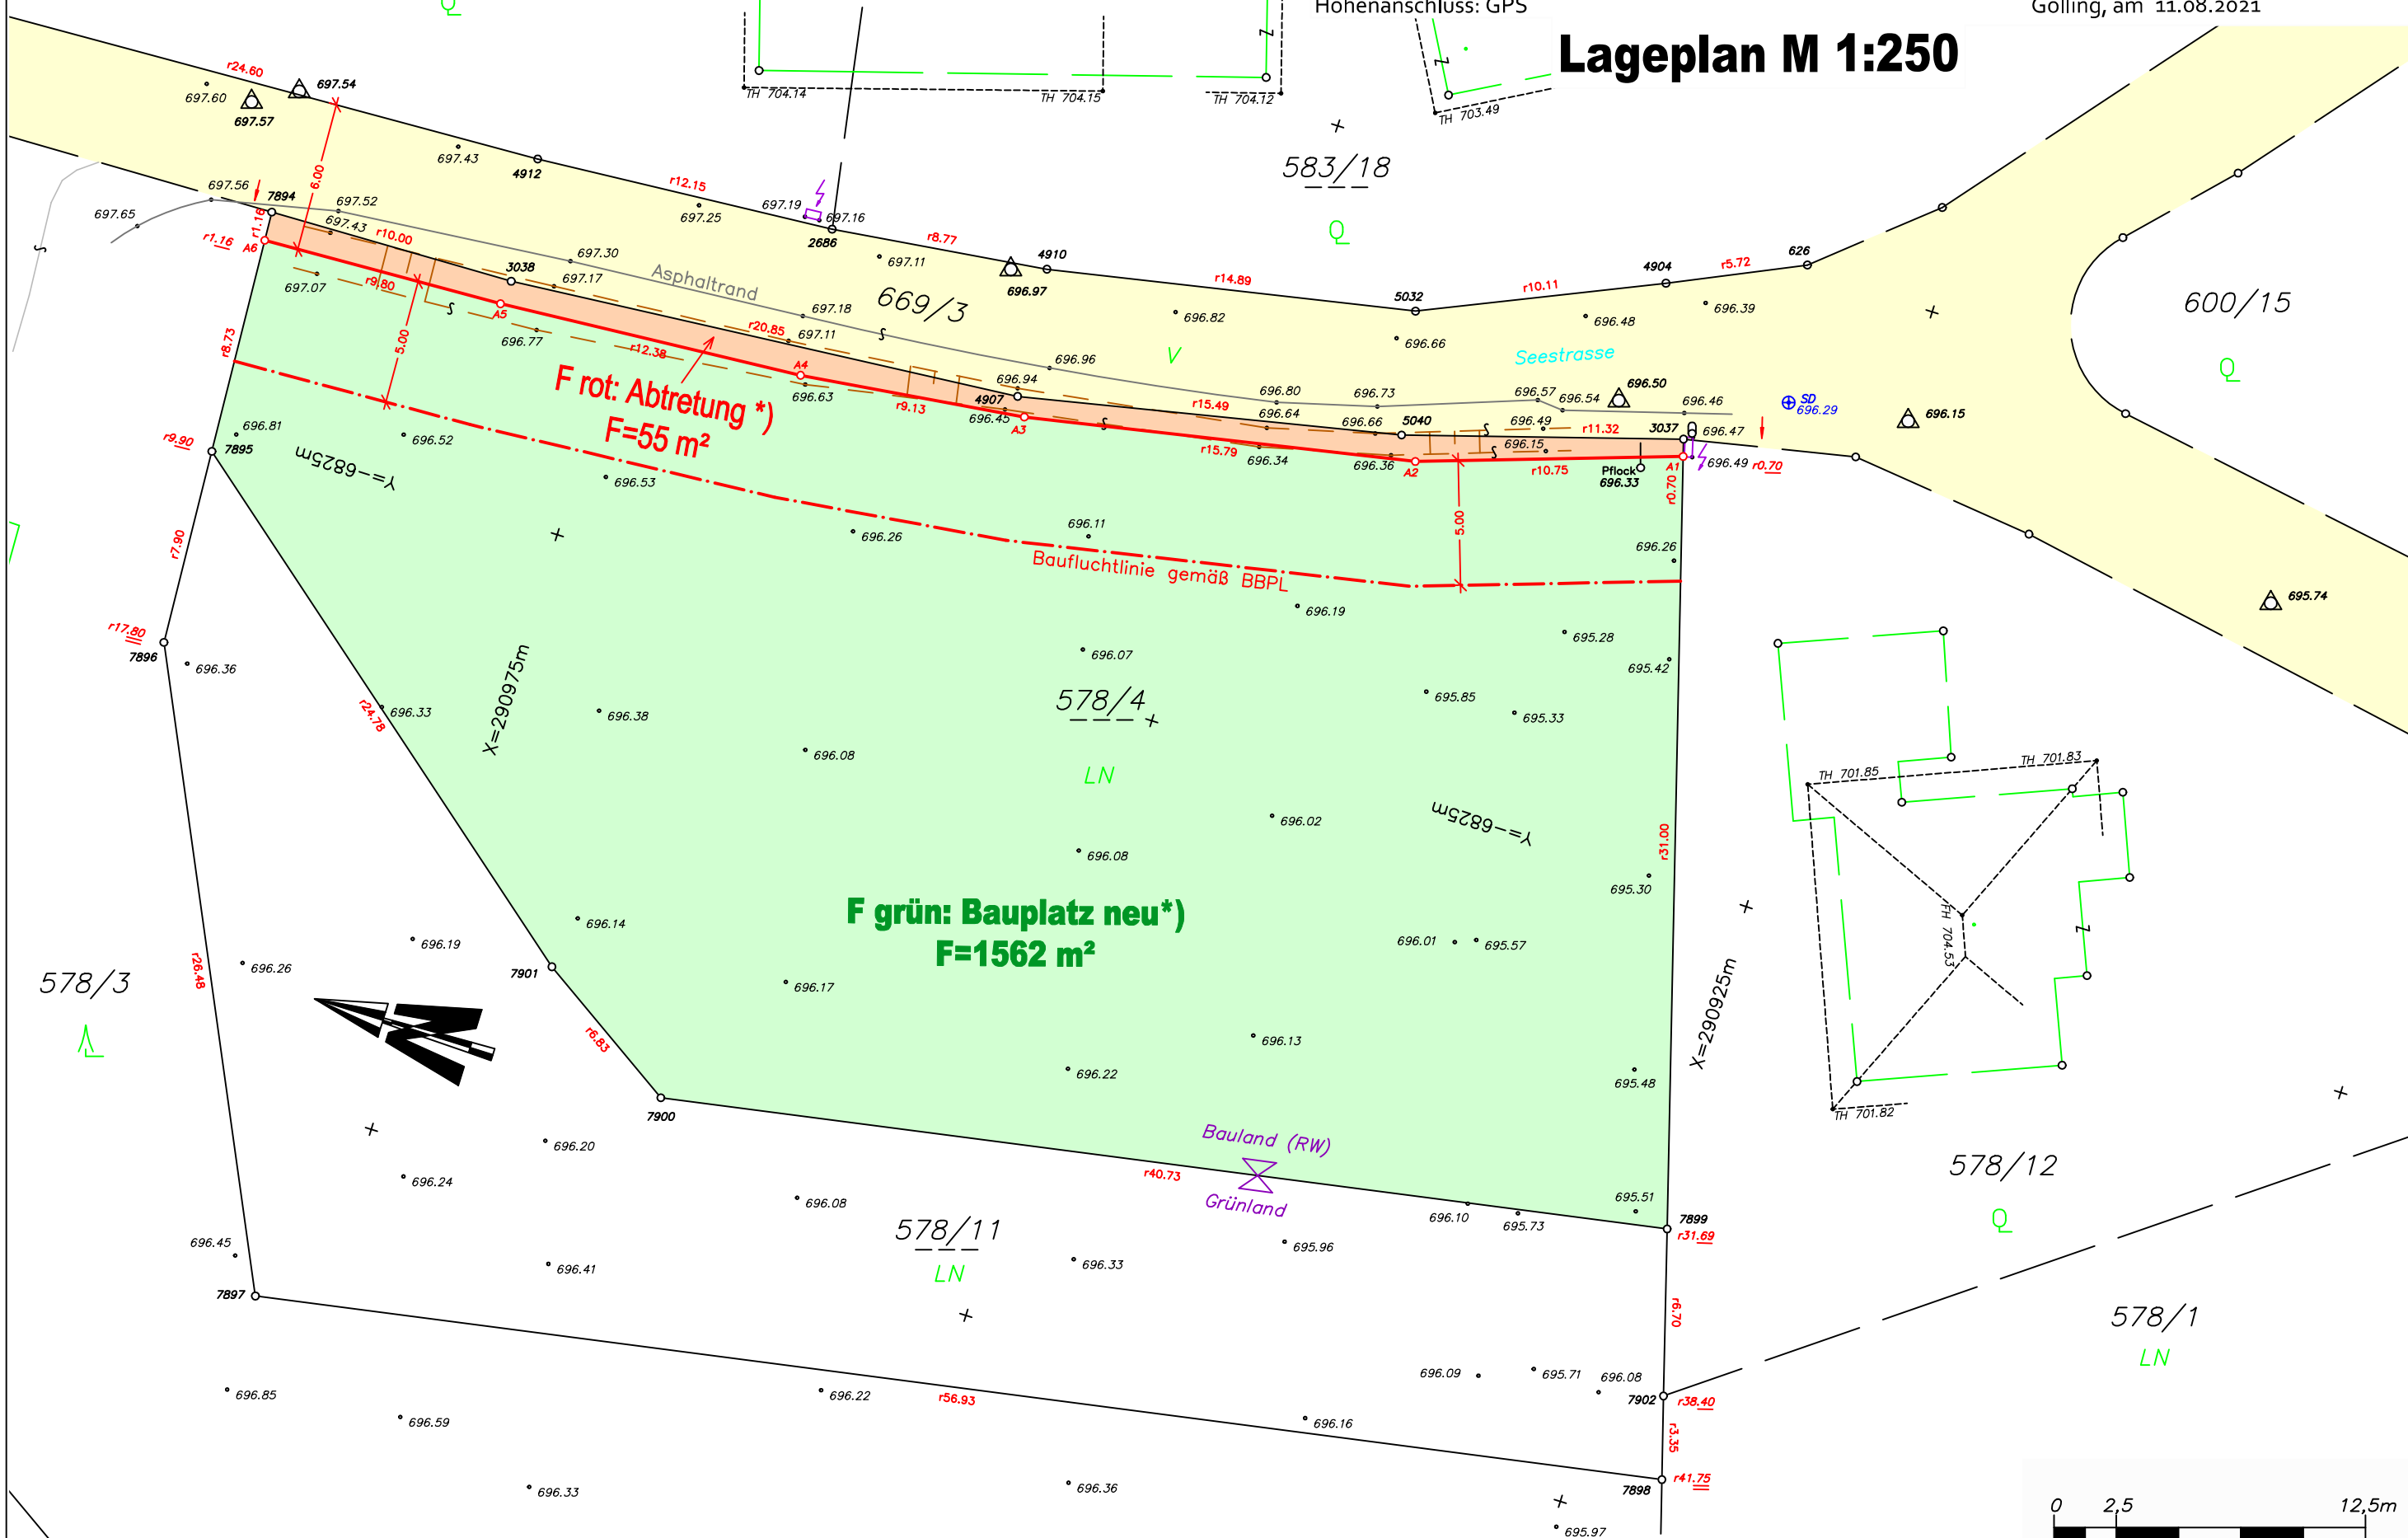 Höhenanschluss: GPS
Golling, am 11.08.2021
Lageplan M 1:250
Q
r24.60
697.54
697.60
697.57
697.43
4912
TH 704.14
TH 704.15
TH 704.12
TH 703.49
583/18
Q
6.00
r12.15
697.25
697.19
697.16
2686
r8.77
697.11
4910
696.97
r14.89
5032
r10.11
4904
r5.72
626
696.39
696.48
696.82
696.66
600/15
Q
697.56
7894
697.52
697.65
697.43
r10.00
r1.16
r1.16
A6
697.07
r9.80
3038
697.30
697.17
Asphaltrand
669/3
697.18
697.11
r20.85
A5
696.77
r12.38
A4
696.63
r9.13
V
Seestrasse
696.96
696.94
4907
696.45
A3
r15.49
696.80
696.64
696.73
696.66
5040
696.57
696.54
696.50
696.49
696.46
r11.32
3037
696.47
SD
696.29
696.15
r15.79
696.34
696.36
A2
696.15
r10.75
Pflock
696.33
A1
696.49
r0.70
r0.70
r8.73
5.00
F rot: Abtretung *)
F=55 m²
r9.90
7895
696.81
696.52
Y=-6825m
696.53
696.26
696.11
5.00
696.26
Baufluchtlinie gemäß BBPL
695.74
r7.90
r17.80
7896
696.36
696.19
695.28
695.42
696.07
578/4
LN
695.85
695.33
r24.78
696.33
X=290975m
696.38
696.08
TH 701.85
TH 701.83
696.02
Y=-6825m
696.08
r31.00
695.30
F grün: Bauplatz neu*)
F=1562 m²
696.14
696.19
696.26
r26.48
7901
696.17
696.01
695.57
FH 704.53
X=290925m
578/3
r6.83
696.13
696.22
695.48
TH 701.82
7900
696.20
696.24
Bauland (RW)
r40.73
Grünland
578/12
Q
696.08
696.10
695.73
695.51
7899
r31.69
578/11
LN
696.45
696.41
696.33
695.96
7897
r6.70
578/1
LN
696.85
696.59
696.22
r56.93
696.16
696.09
695.71
696.08
7902
r38.40
r3.35
696.33
696.36
7898
r41.75
695.97
0 2,5 12,5m